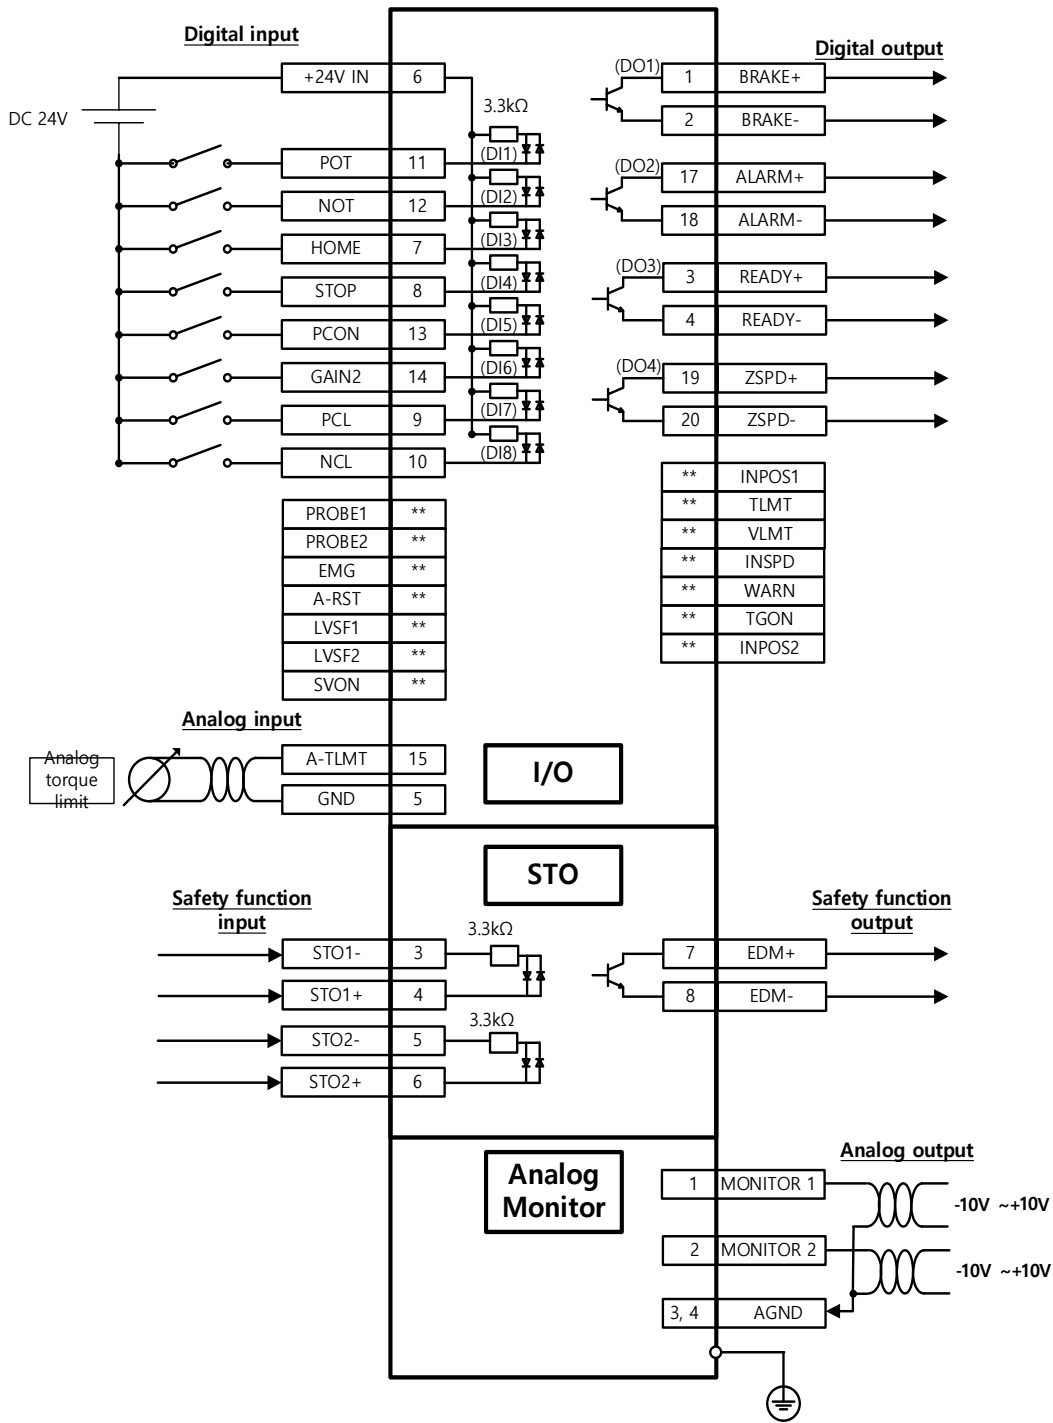 Digital input
Digital output
+24V IN 6
DC 24V
3.3kΩ
POT 11 (DI1)
NOT 12 (DI2)
HOME 7 (DI3)
STOP 8 (DI4)
PCON 13 (DI5)
GAIN2 14 (DI6)
PCL 9 (DI7)
NCL 10 (DI8)
(DO1) 1 BRAKE+
2 BRAKE-
(DO2) 17 ALARM+
18 ALARM-
(DO3) 3 READY+
4 READY-
(DO4) 19 ZSPD+
20 ZSPD-
PROBE1 **
PROBE2 **
EMG **
A-RST **
LVSF1 **
LVSF2 **
SVON **
** INPOS1
** TLMT
** VLMT
** INSPD
** WARN
** TGON
** INPOS2
Analog input
Analog
torque
limit
A-TLMT 15
GND 5
I/O
STO
Safety function
input
3.3kΩ
STO1- 3
STO1+ 4
3.3kΩ
STO2- 5
STO2+ 6
Safety function
output
7 EDM+
8 EDM-
Analog
Monitor
Analog output
1 MONITOR 1
-10V ~+10V
2 MONITOR 2
-10V ~+10V
3, 4 AGND